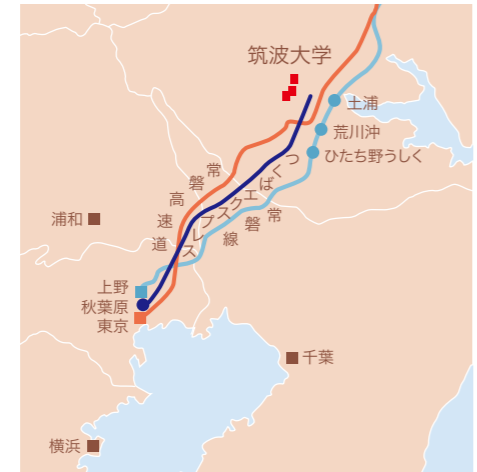 筑波大学
土浦
荒川沖
ひたち野うしく
つくばエクスプレス
常磐高速道
常磐線
浦和
上野
秋葉原
東京
千葉
横浜